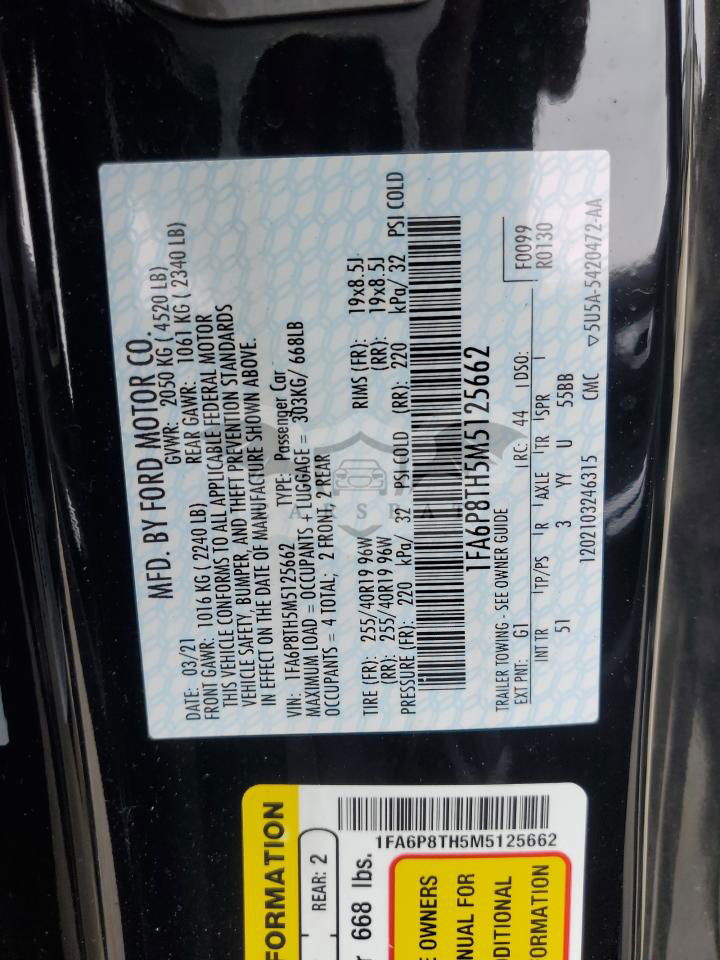 MFD. BY FORD MOTOR CO.
DATE: 03/21 GVWR: 2050 KG ( 4520 LB)
FRONT GAWR: 1016 KG ( 2240 LB) REAR GAWR: 1061 KG ( 2340 LB)
THIS VEHICLE CONFORMS TO ALL APPLICABLE FEDERAL MOTOR
VEHICLE SAFETY, BUMPER, AND THEFT PREVENTION STANDARDS
IN EFFECT ON THE DATE OF MANUFACTURE SHOWN ABOVE.
VIN: 1FA6P8TH5M5125662 TYPE: Passenger Car
MAXIMUM LOAD = OCCUPANTS + LUGGAGE = 303KG/ 668LB
OCCUPANTS = 4 TOTAL; 2 FRONT, 2 REAR
TIRE (FR): 255/40R19 96W RIMS (FR): 19x8.5J
(RR): 255/40R19 96W (RR): 19x8.5J
PRESSURE (FR): 220 kPa/ 32 PSI COLD (RR): 220 kPa/ 32 PSI COLD
1FA6P8TH5M5125662
TRAILER TOWING - SEE OWNER GUIDE
EXT PNT: G1 RC: 44 DSO: F0099
R0130
INT TR TP/PS R AXLE TR SPR
51 3 YY U 55BB
1202103246315 CMC ▽5U5A-5420472-AA
FORMATION
REAR: 2
668 lbs.
1FA6P8TH5M5125662
OWNERS
FOR
FORMATION